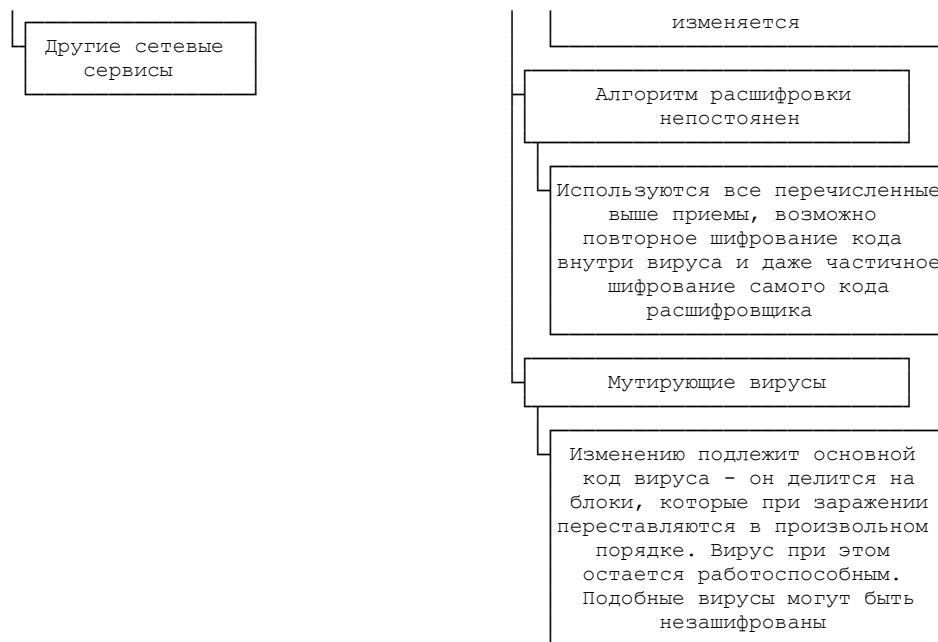 Другие сетевые
сервисы
изменяется
Алгоритм расшифровки
непостоянен
Используются все перечисленные
выше приемы, возможно
повторное шифрование кода
внутри вируса и даже частичное
шифрование самого кода
расшифровщика
Мутирующие вирусы
Изменению подлежит основной
код вируса - он делится на
блоки, которые при заражении
переставляются в произвольном
порядке. Вирус при этом
остается работоспособным.
Подобные вирусы могут быть
незашифрованы